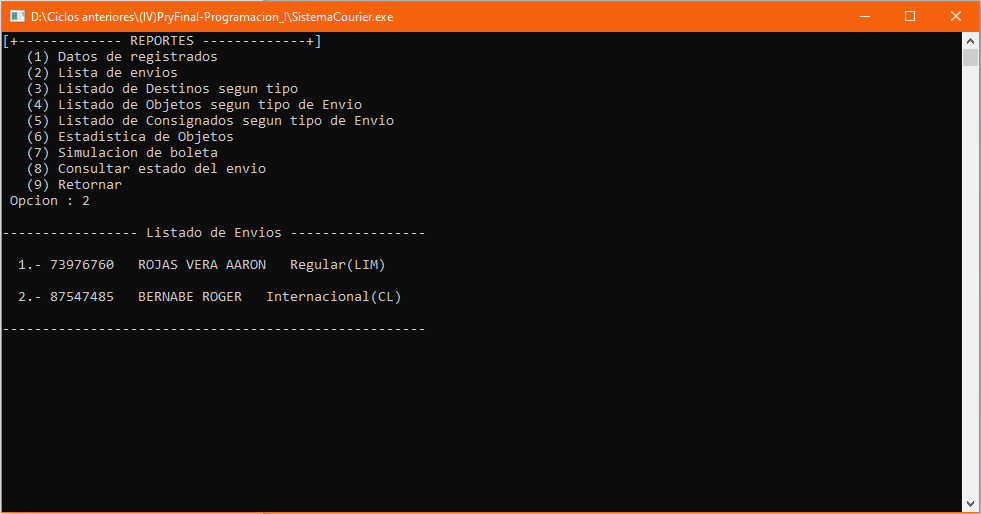 D:\Ciclos anteriores\(IV)PryFinal-Programacion_I\SistemaCourier.exe
[+------------- REPORTES -------------+]
(1) Datos de registrados
(2) Lista de envios
(3) Listado de Destinos segun tipo
(4) Listado de Objetos segun tipo de Envio
(5) Listado de Consignados segun tipo de Envio
(6) Estadistica de Objetos
(7) Simulacion de boleta
(8) Consultar estado del envio
(9) Retornar
Opcion : 2
----------------- Listado de Envios -----------------
1.- 73976760   ROJAS VERA AARON   Regular(LIM)
2.- 87547485   BERNABE ROGER   Internacional(CL)
-----------------------------------------------------